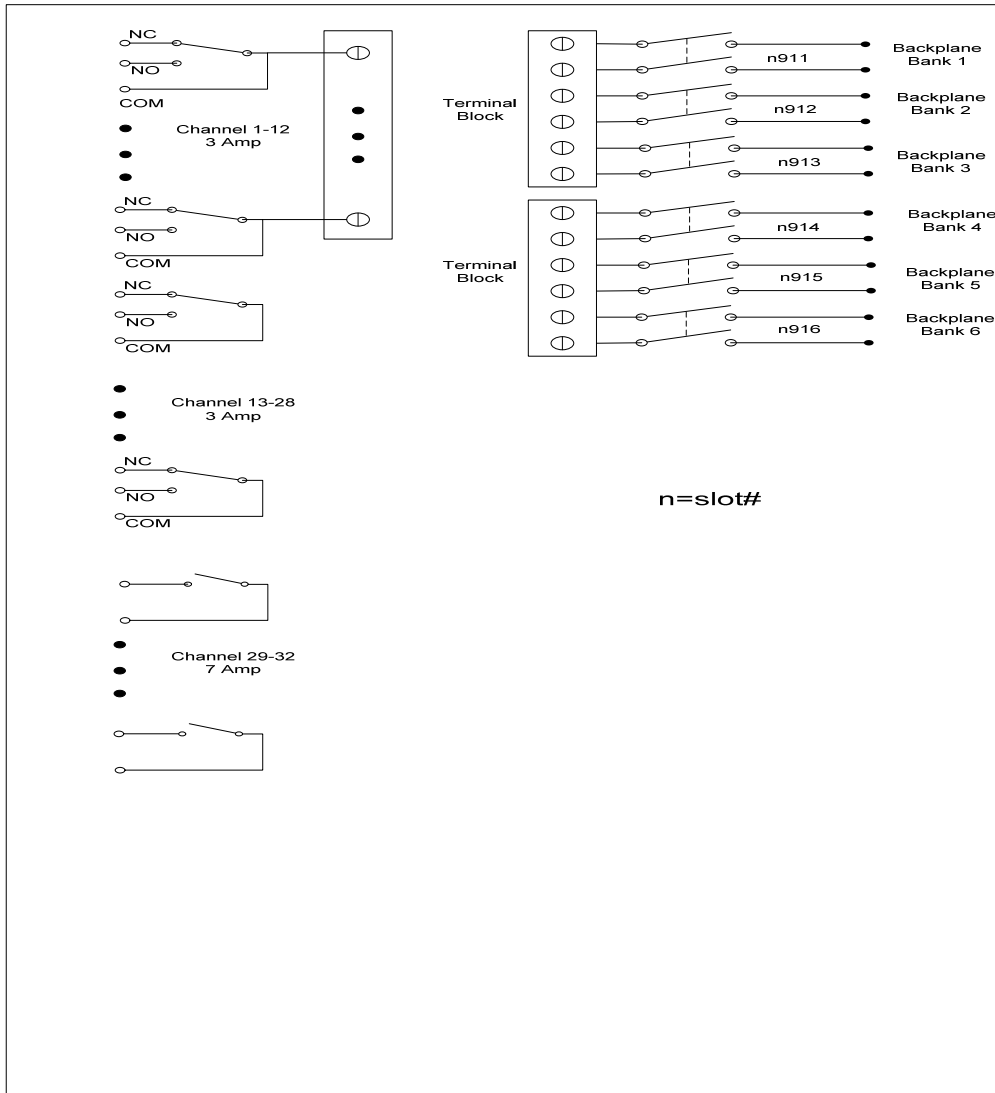 NC
NO
COM
Channel 1-12
3 Amp
NC
NO
COM
NC
NO
COM
Channel 13-28
3 Amp
NC
NO
COM
Channel 29-32
7 Amp
Terminal
Block
n911
Backplane
Bank 1
n912
Backplane
Bank 2
n913
Backplane
Bank 3
Terminal
Block
n914
Backplane
Bank 4
n915
Backplane
Bank 5
n916
Backplane
Bank 6
n=slot#